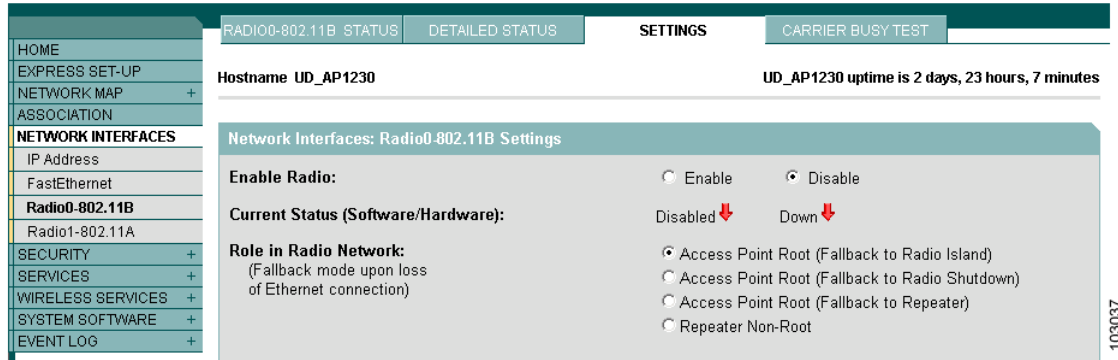 RADIO0-802.11B STATUS DETAILED STATUS SETTINGS CARRIER BUSY TEST
HOME
EXPRESS SET-UP
NETWORK MAP +
ASSOCIATION
NETWORK INTERFACES
IP Address
FastEthernet
Radio0-802.11B
Radio1-802.11A
SECURITY +
SERVICES +
WIRELESS SERVICES +
SYSTEM SOFTWARE +
EVENT LOG +
Hostname UD_AP1230 UD_AP1230 uptime is 2 days, 23 hours, 7 minutes
Network Interfaces: Radio0-802.11B Settings
Enable Radio: Enable Disable
Current Status (Software/Hardware): Disabled Down
Role in Radio Network: Access Point Root (Fallback to Radio Island)
(Fallback mode upon loss Access Point Root (Fallback to Radio Shutdown)
of Ethernet connection) Access Point Root (Fallback to Repeater)
Repeater Non-Root
103037